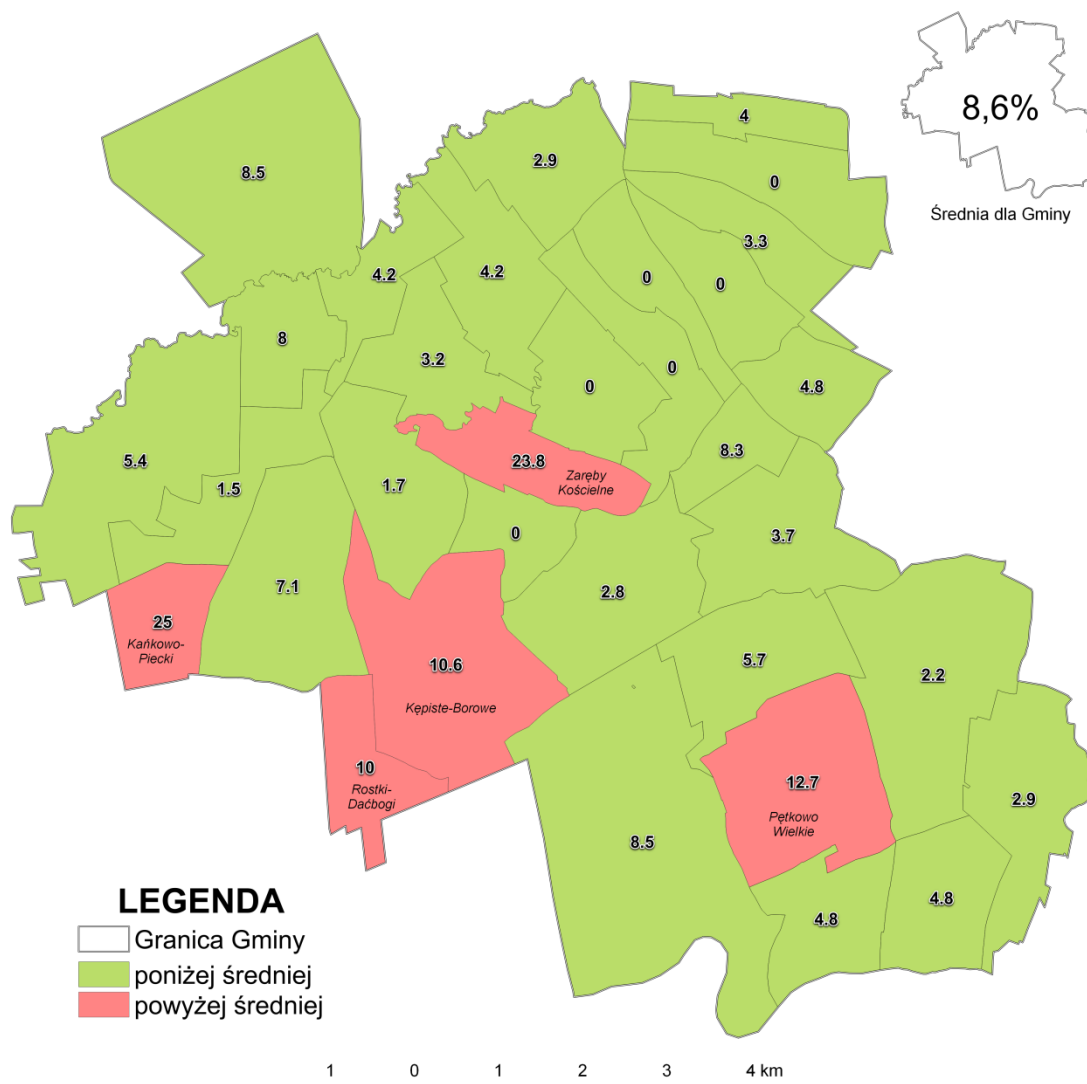 4
8,6%
2.9
8.5
0
Średnia dla Gminy
3.3
4.2
4.2
0
0
8
3.2
0
0
4.8
5.4
23.8
Zaręby
Kościelne
8.3
1.5
1.7
0
3.7
7.1
2.8
25
Kańkowo-
Piecki
10.6
5.7
2.2
Kępiste-Borowe
10
Rostki-
Daćbogi
12.7
Pętkowo
Wielkie
2.9
8.5
4.8
4.8
LEGENDA
Granica Gminy
poniżej średniej
powyżej średniej
1 0 1 2 3 4 km